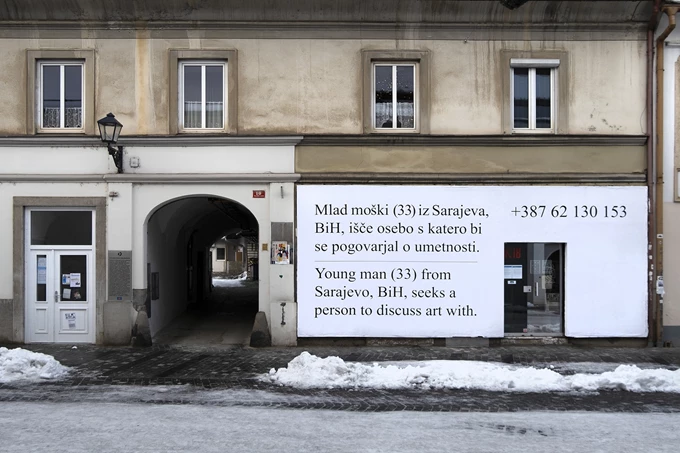 Mlad moški (33) iz Sarajeva,
BiH, išče osebo s katero bi
se pogovarjal o umetnosti.
Young man (33) from
Sarajevo, BiH, seeks a
person to discuss art with.
+387 62 130 153